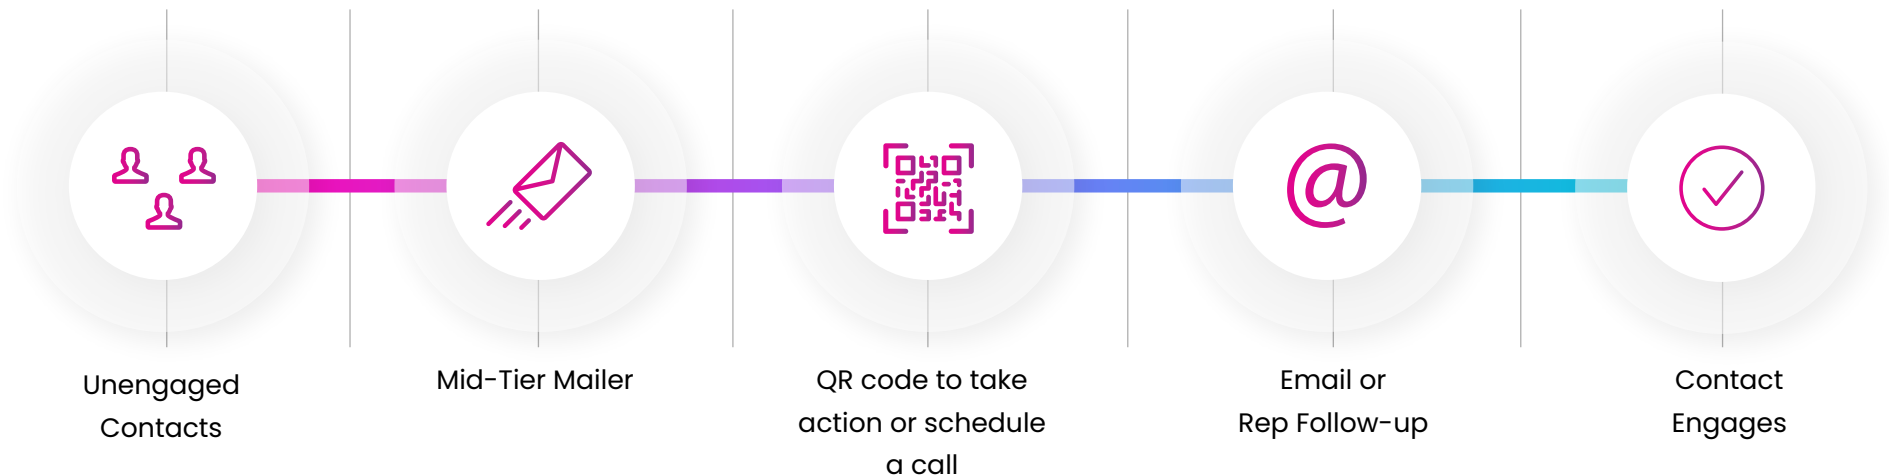 Unengaged
Contacts
Mid-Tier Mailer
QR code to take
action or schedule
a call
@
Email or
Rep Follow-up
Contact
Engages